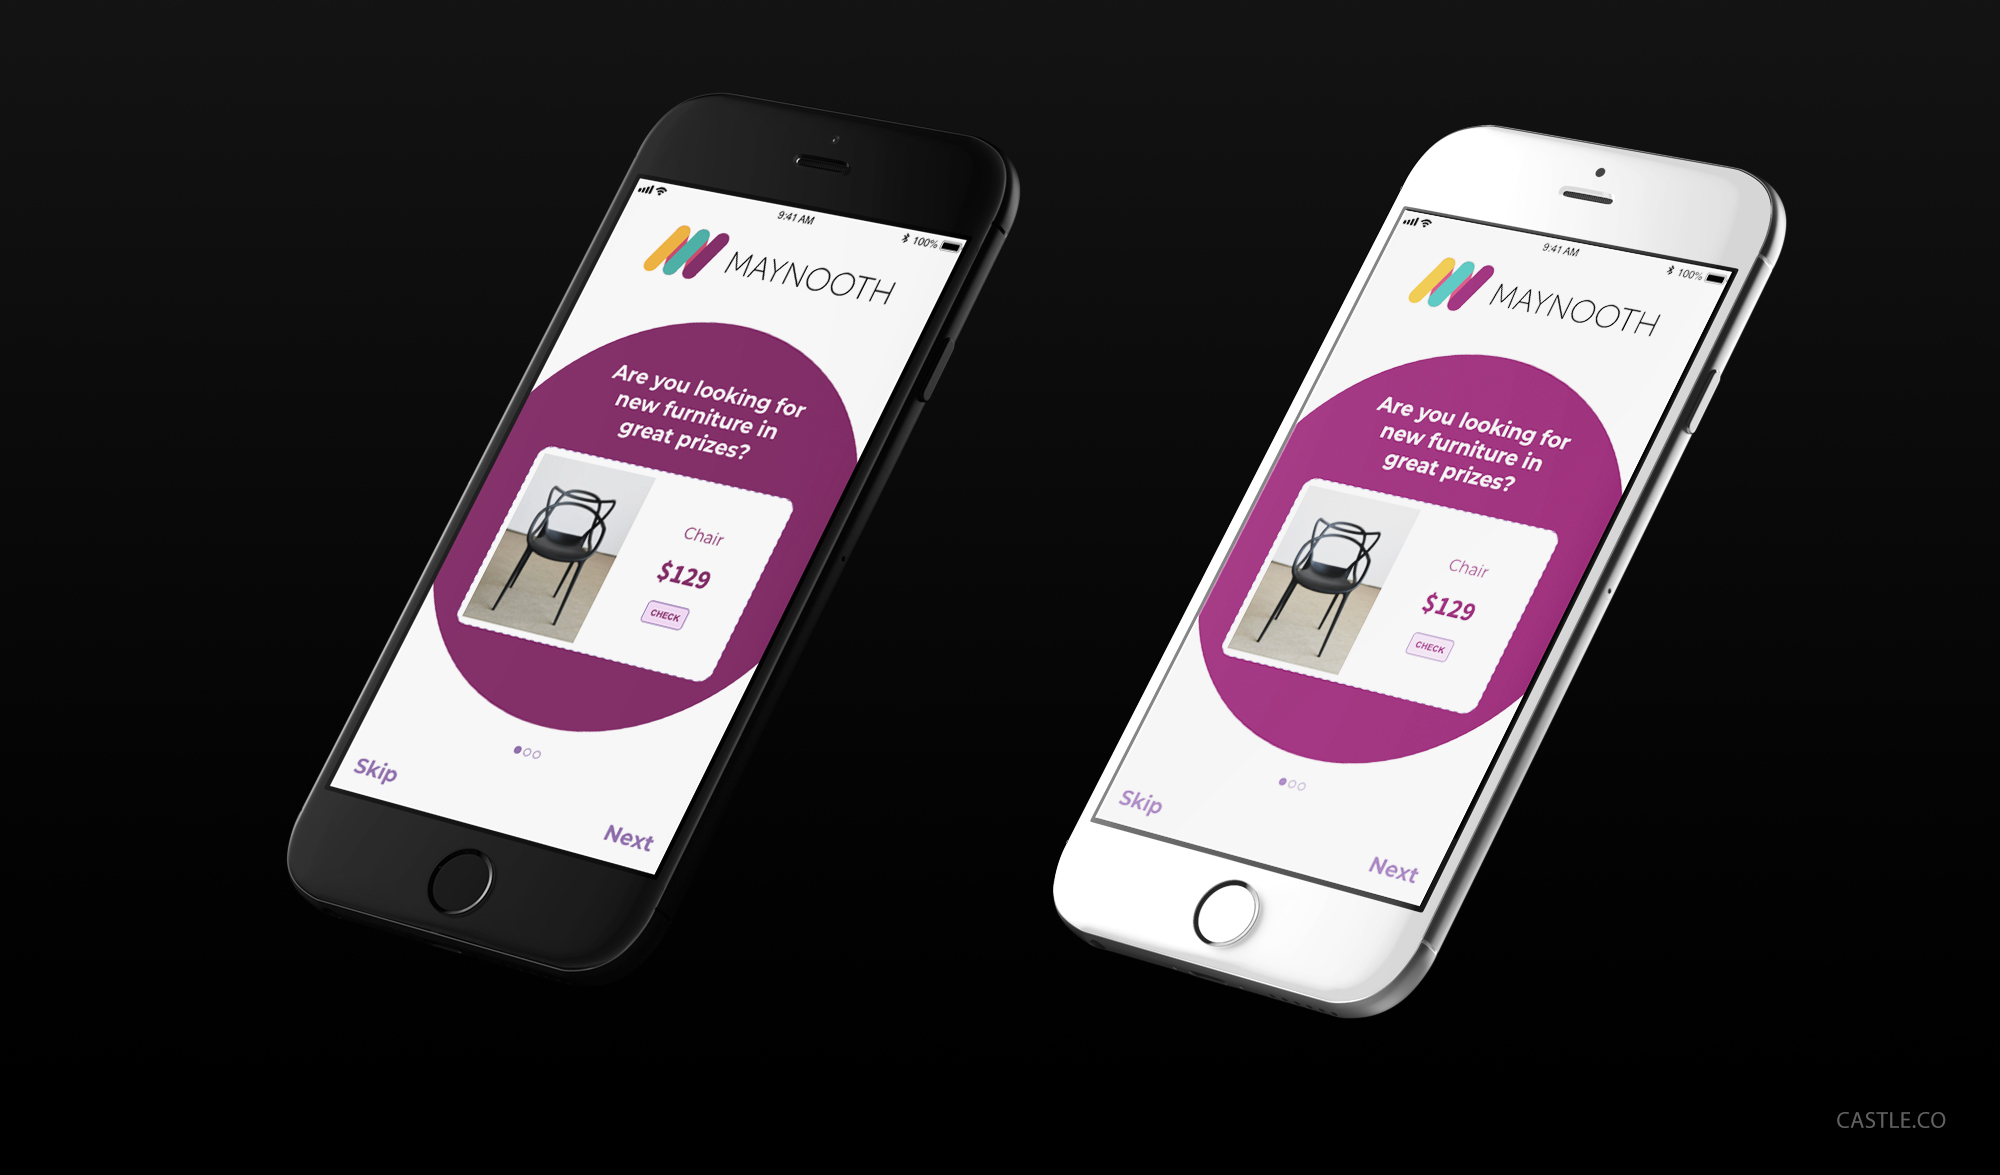 9:41 AM
100%
MAYNOOTH
Are you looking for
new furniture in
great prizes?
Chair
$129
CHECK
Skip
Next
9:41 AM
100%
MAYNOOTH
Are you looking for
new furniture in
great prizes?
Chair
$129
CHECK
Skip
Next
CASTLE.CO